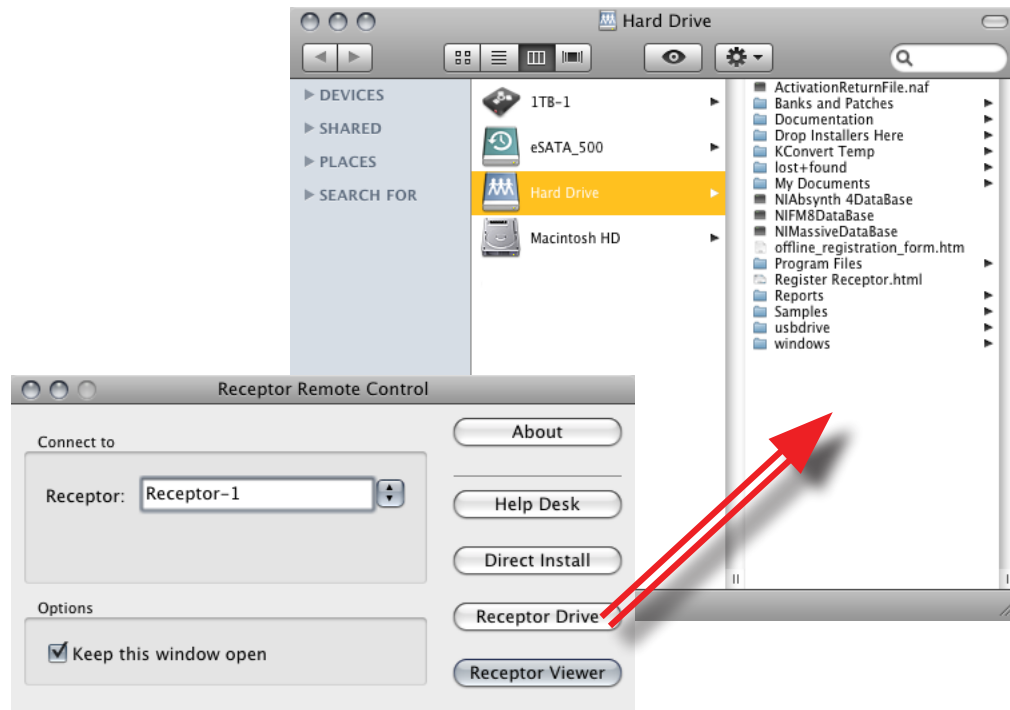 Hard Drive
DEVICES
SHARED
PLACES
SEARCH FOR
1TB-1
eSATA_500
Hard Drive
Macintosh HD
ActivationReturnFile.naf
Banks and Patches
Documentation
Drop Installers Here
KConvert Temp
lost+found
My Documents
NIAbsynth 4DataBase
NIFM8DataBase
NIMassiveDataBase
offline_registration_form.htm
Program Files
Register Receptor.html
Reports
Samples
usbdrive
windows
Receptor Remote Control
Connect to
Receptor: Receptor-1
Options
Keep this window open
About
Help Desk
Direct Install
Receptor Drive
Receptor Viewer